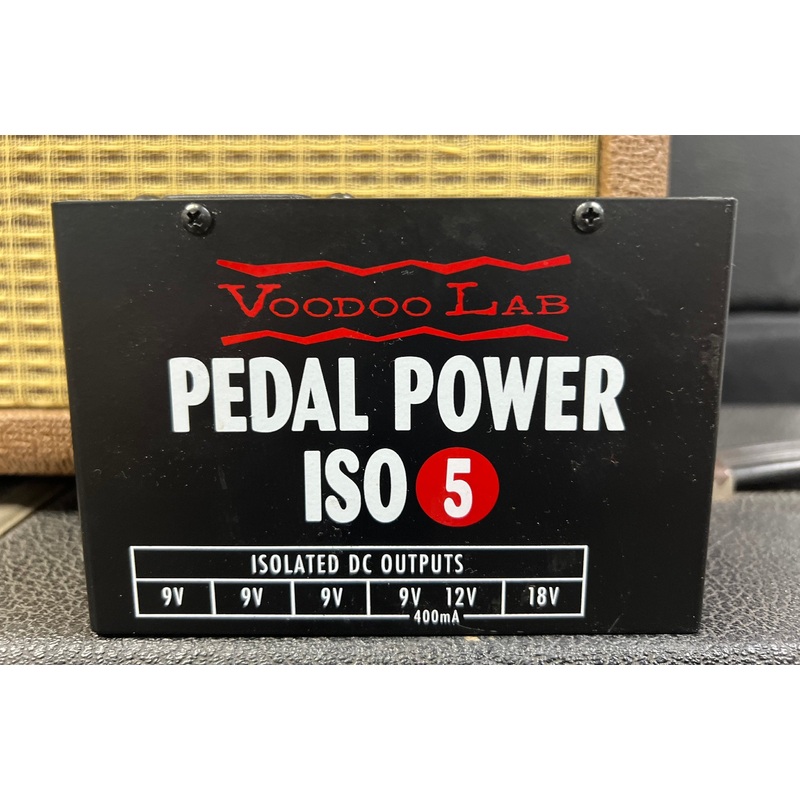 VOODOO LAB
PEDAL POWER
ISO 5
ISOLATED DC OUTPUTS
9V 9V 9V 9V 12V 18V
400mA